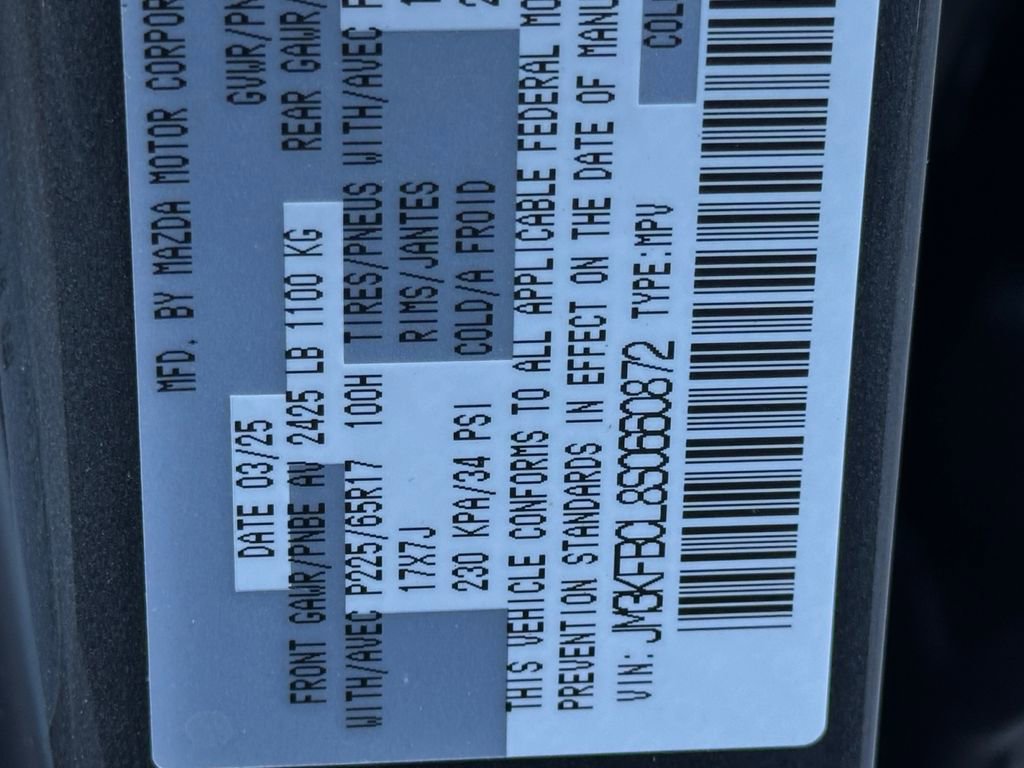 MFD. BY MAZDA MOTOR CORPOR
DATE 03/25 GVWR/PN
FRONT GAWR/PNBE AV 2425 LB 1100 KG REAR GAWR/
WITH/AVEC P225/65R17 100H TIRES/PNEUS WITH/AVEC P
17X7J RIMS/JANTES
230 KPA/34 PSI COLD/A FROID
THIS VEHICLE CONFORMS TO ALL APPLICABLE FEDERAL MO
PREVENTION STANDARDS IN EFFECT ON THE DATE OF MANU
VIN: JM3KFBCL8S0660872 TYPE:MPV COL